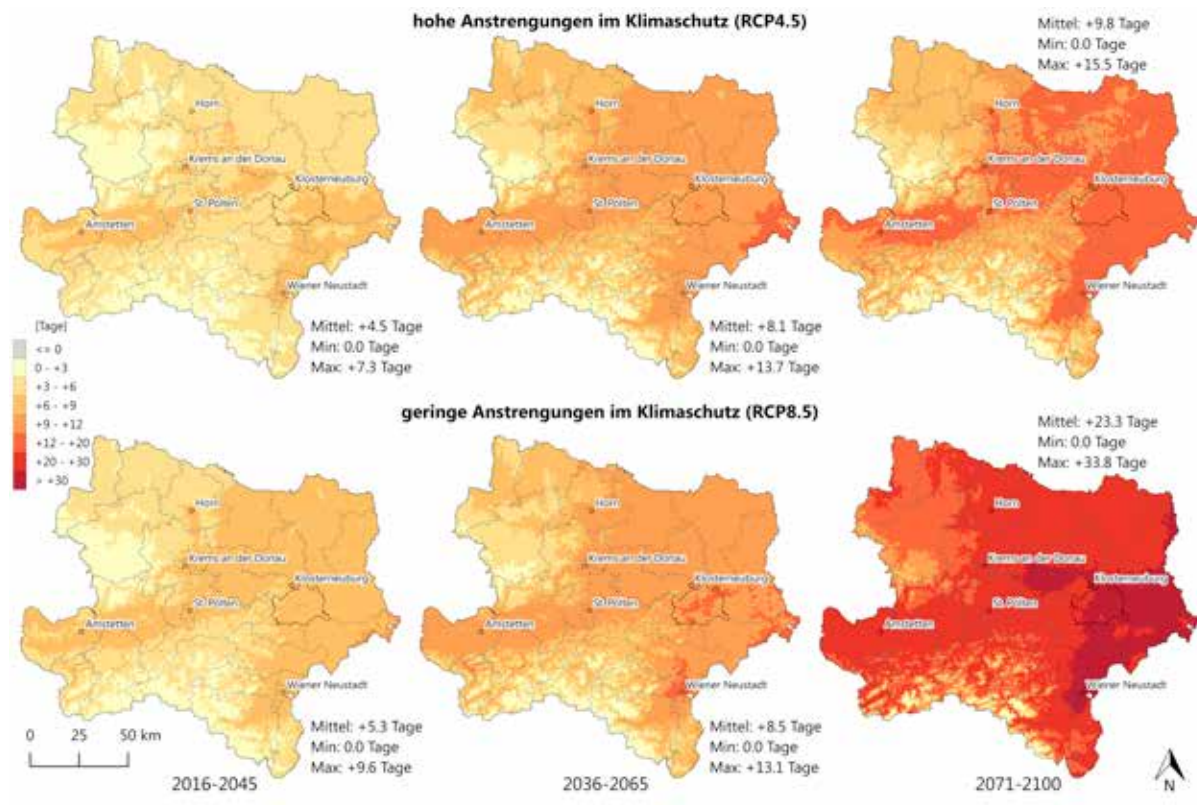 hohe Anstrengungen im Klimaschutz (RCP4.5)
Mittel: +9.8 Tage
Min: 0.0 Tage
Max: +15.5 Tage
Horn
Krems an der Donau
Klosterneuburg
St. Pölten
Amstetten
Wiener Neustadt
Mittel: +4.5 Tage
Min: 0.0 Tage
Max: +7.3 Tage
Horn
Krems an der Donau
Klosterneuburg
St. Pölten
Amstetten
Wiener Neustadt
Mittel: +8.1 Tage
Min: 0.0 Tage
Max: +13.7 Tage
Horn
Krems an der Donau
Klosterneuburg
St. Pölten
Amstetten
Wiener Neustadt
[Tage]
<= 0
0 - +3
+3 - +6
+6 - +9
+9 - +12
+12 - +20
+20 - +30
> +30
geringe Anstrengungen im Klimaschutz (RCP8.5)
Mittel: +23.3 Tage
Min: 0.0 Tage
Max: +33.8 Tage
Horn
Krems an der Donau
Klosterneuburg
St. Pölten
Amstetten
Wiener Neustadt
Mittel: +5.3 Tage
Min: 0.0 Tage
Max: +9.6 Tage
Horn
Krems an der Donau
Klosterneuburg
St. Pölten
Amstetten
Wiener Neustadt
Mittel: +8.5 Tage
Min: 0.0 Tage
Max: +13.1 Tage
Horn
Krems an der Donau
Klosterneuburg
St. Pölten
Amstetten
Wiener Neustadt
0 25 50 km
2016-2045
2036-2065
2071-2100
N